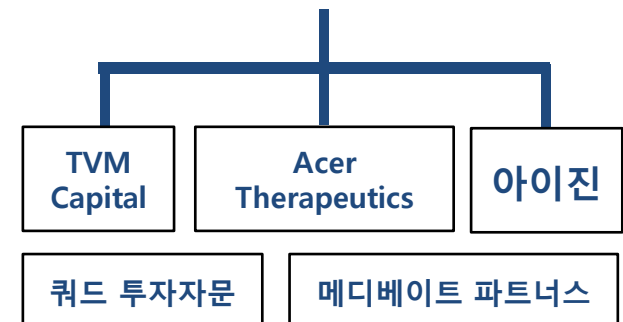 TVM
Capital
Acer
Therapeutics
아이진
쿼드 투자자문
메디베이트 파트너스